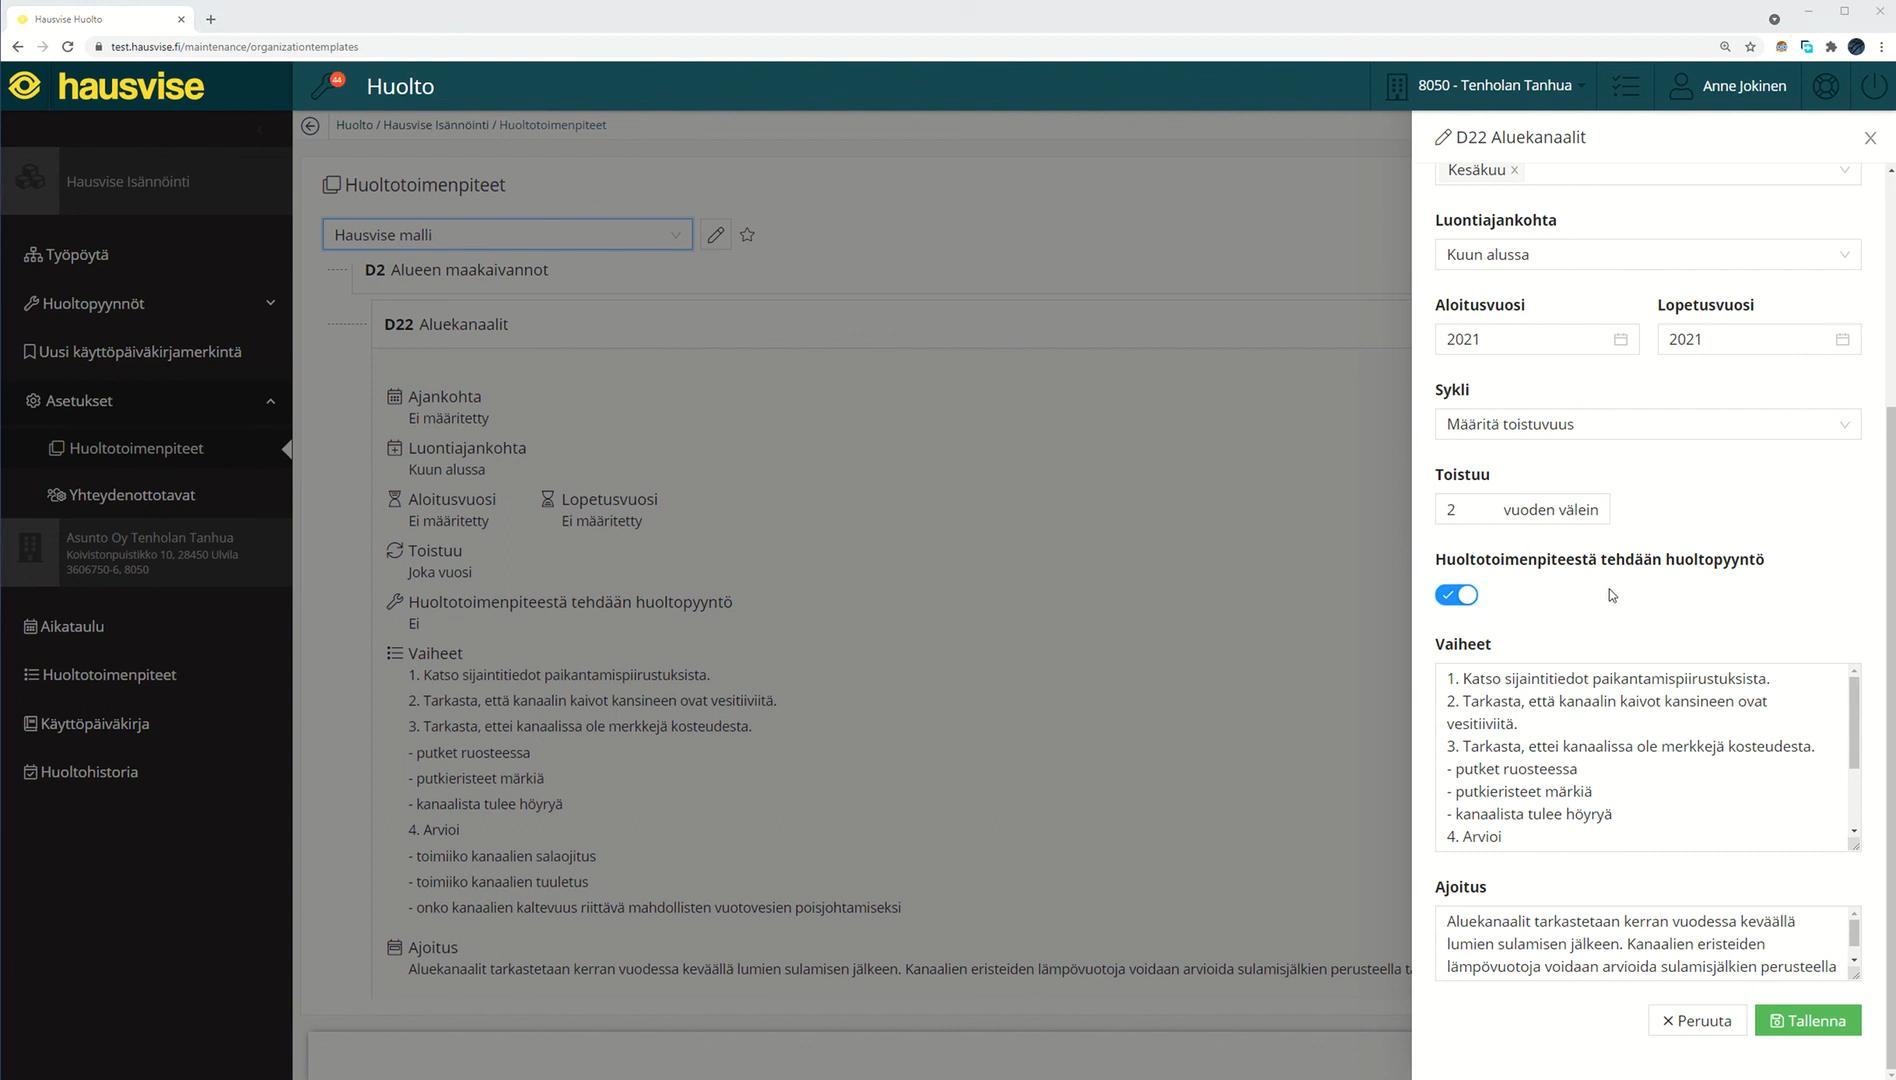 Hausvise Huolto
test.hausvise.fi/maintenance/organizationtemplates
hausvise
44
Huolto
8050 - Tenholan Tanhua
Anne Jokinen
Hausvise Isännöinti
Työpöytä
Huoltopyynnöt
Uusi käyttöpäiväkirjamerkintä
Asetukset
Huoltotoimenpiteet
Yhteydenottotavat
Asunto Oy Tenholan Tanhua
Koivistonpuistikko 10, 28450 Ulvila
3606750-6, 8050
Aikataulu
Huoltotoimenpiteet
Käyttöpäiväkirja
Huoltohistoria
Huolto / Hausvise Isännöinti / Huoltotoimenpiteet
Huoltotoimenpiteet
Hausvise malli
D2 Alueen maakaivannot
D22 Aluekanaalit
Ajankohta
Ei määritetty
Luontiajankohta
Kuun alussa
Aloitusvuosi Lopetusvuosi
Ei määritetty Ei määritetty
Toistuu
Joka vuosi
Huoltotoimenpiteestä tehdään huoltopyyntö
Ei
Vaiheet
1. Katso sijaintitiedot paikantamispiirustuksista.
2. Tarkasta, että kanaalin kaivot kansineen ovat vesitiiviitä.
3. Tarkasta, ettei kanaalissa ole merkkejä kosteudesta.
- putket ruosteessa
- putkieristeet märkiä
- kanaalista tulee höyryä
4. Arvioi
- toimiiko kanaalien salaojitus
- toimiiko kanaalien tuuletus
- onko kanaalien kaltevuus riittävä mahdollisten vuotovesien poisjohtamiseksi
Ajoitus
Aluekanaalit tarkastetaan kerran vuodessa keväällä lumien sulamisen jälkeen. Kanaalien eristeiden lämpövuotoja voidaan arvioida sulamisjälkien perusteella
D22 Aluekanaalit
Kesäkuu
Luontiajankohta
Kuun alussa
Aloitusvuosi Lopetusvuosi
2021 2021
Sykli
Määritä toistuvuus
Toistuu
2 vuoden välein
Huoltotoimenpiteestä tehdään huoltopyyntö
Vaiheet
1. Katso sijaintitiedot paikantamispiirustuksista.
2. Tarkasta, että kanaalin kaivot kansineen ovat
vesitiiviitä.
3. Tarkasta, ettei kanaalissa ole merkkejä kosteudesta.
- putket ruosteessa
- putkieristeet märkiä
- kanaalista tulee höyryä
4. Arvioi
Ajoitus
Aluekanaalit tarkastetaan kerran vuodessa keväällä
lumien sulamisen jälkeen. Kanaalien eristeiden
lämpövuotoja voidaan arvioida sulamisjälkien perusteella
Peruuta
Tallenna